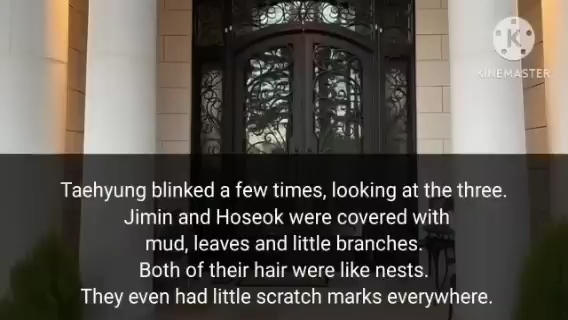 KINEMASTER
Taehyung blinked a few times, looking at the three.
Jimin and Hoseok were covered with
mud, leaves and little branches.
Both of their hair were like nests.
They even had little scratch marks everywhere.